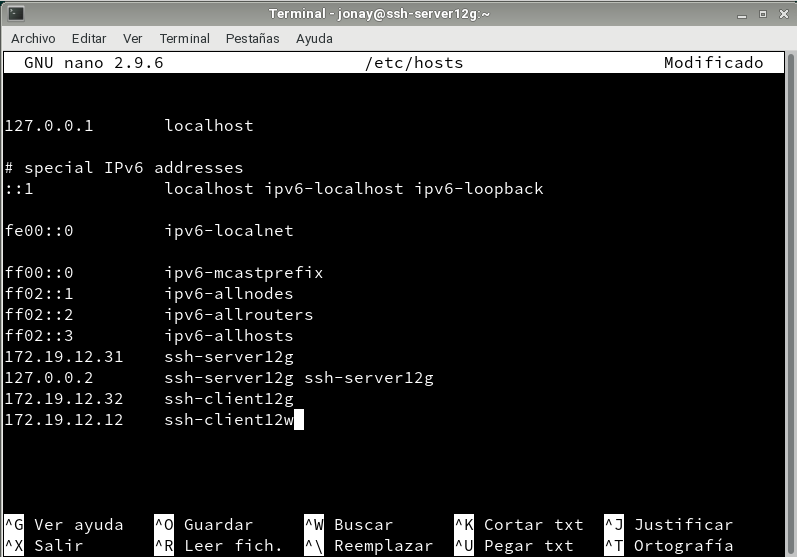 Terminal - jonay@ssh-server12g:~
Archivo Editar Ver Terminal Pestañas Ayuda
GNU nano 2.9.6 /etc/hosts Modificado
127.0.0.1 localhost
# special IPv6 addresses
::1 localhost ipv6-localhost ipv6-loopback
fe00::0 ipv6-localnet
ff00::0 ipv6-mcastprefix
ff02::1 ipv6-allnodes
ff02::2 ipv6-allrouters
ff02::3 ipv6-allhosts
172.19.12.31 ssh-server12g
127.0.0.2 ssh-server12g ssh-server12g
172.19.12.32 ssh-client12g
172.19.12.12 ssh-client12w
^G Ver ayuda ^O Guardar ^W Buscar ^K Cortar txt ^J Justificar
^X Salir ^R Leer fich. ^\ Reemplazar ^U Pegar txt ^T Ortografía